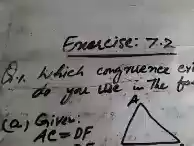 Exercise: 7.2
Q.1 Which congruence
do you use in the
A
(a) Given:
AC = DF